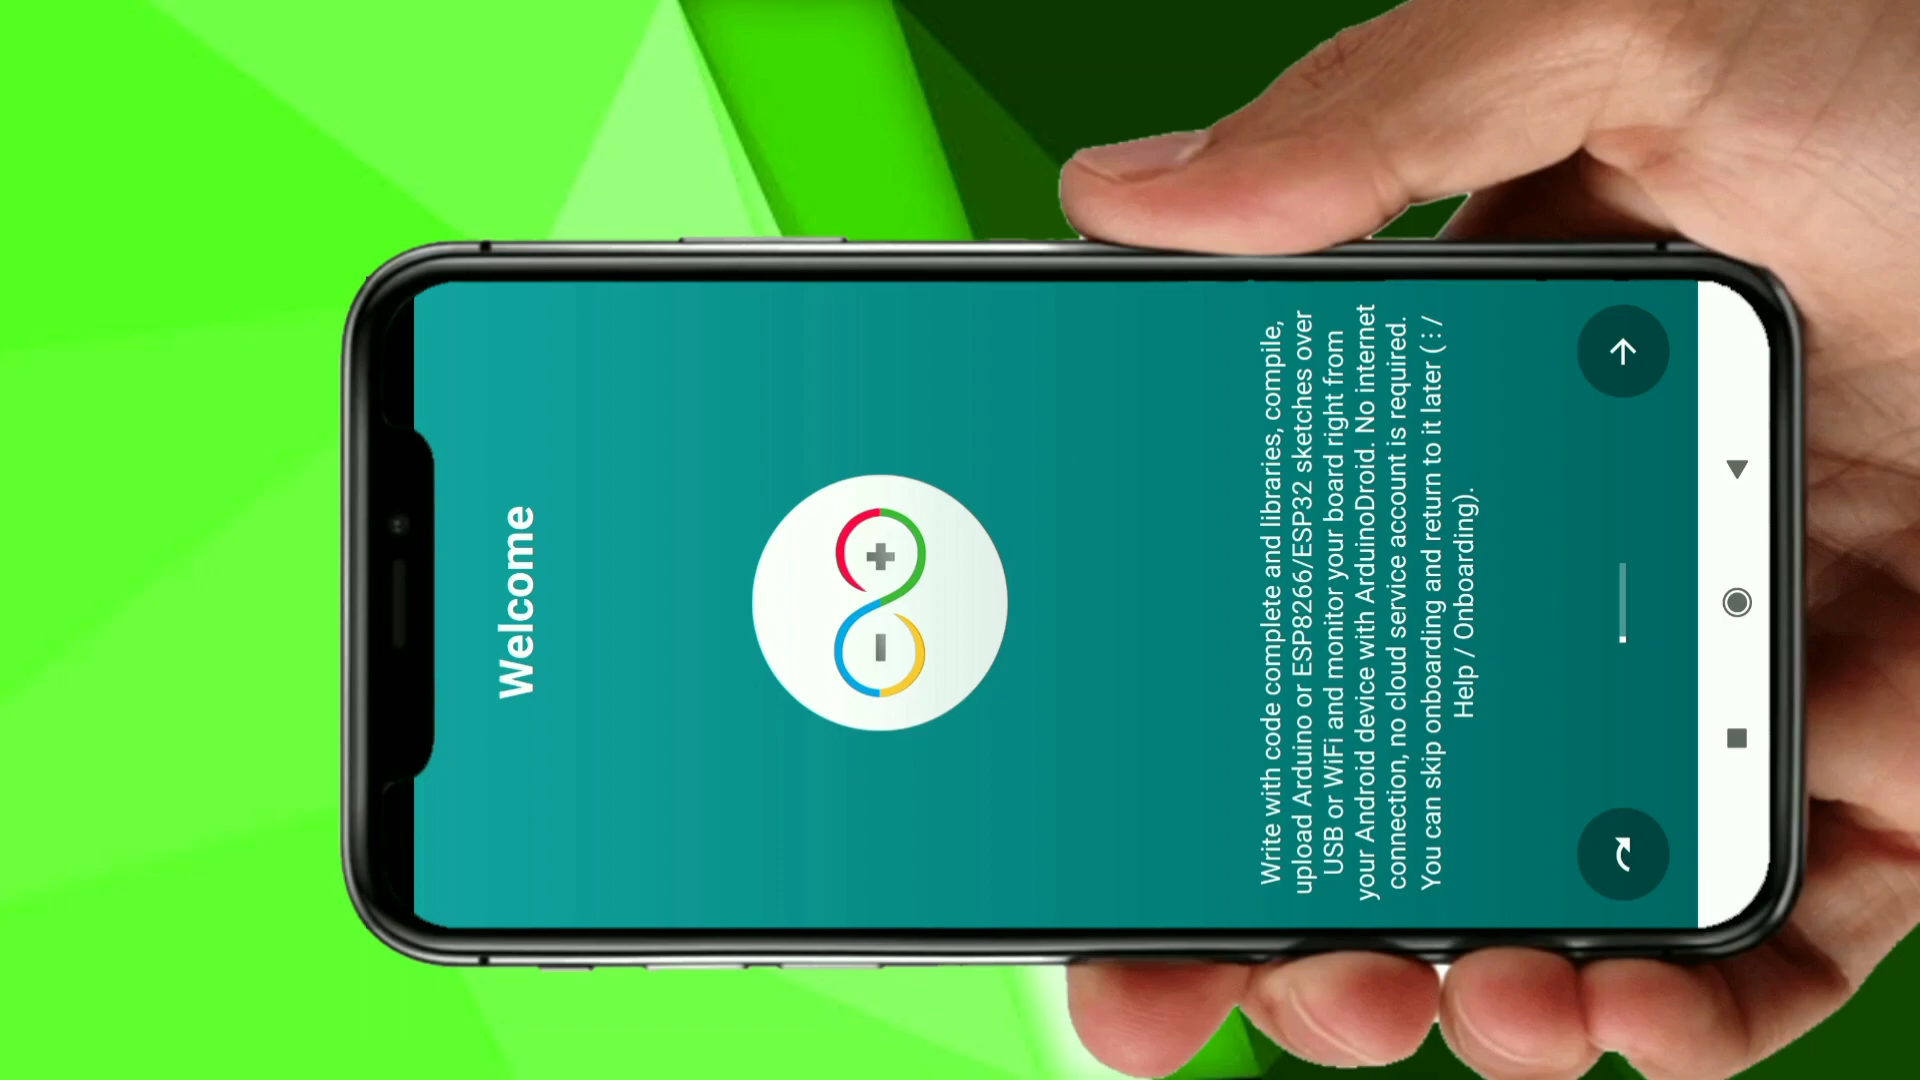 Welcome
Write with code complete and libraries, compile,
upload Arduino or ESP8266/ESP32 sketches over
USB or WiFi and monitor your board right from
your Android device with ArduinoDroid. No internet
connection, no cloud service account is required.
You can skip onboarding and return to it later ( : /
Help / Onboarding).